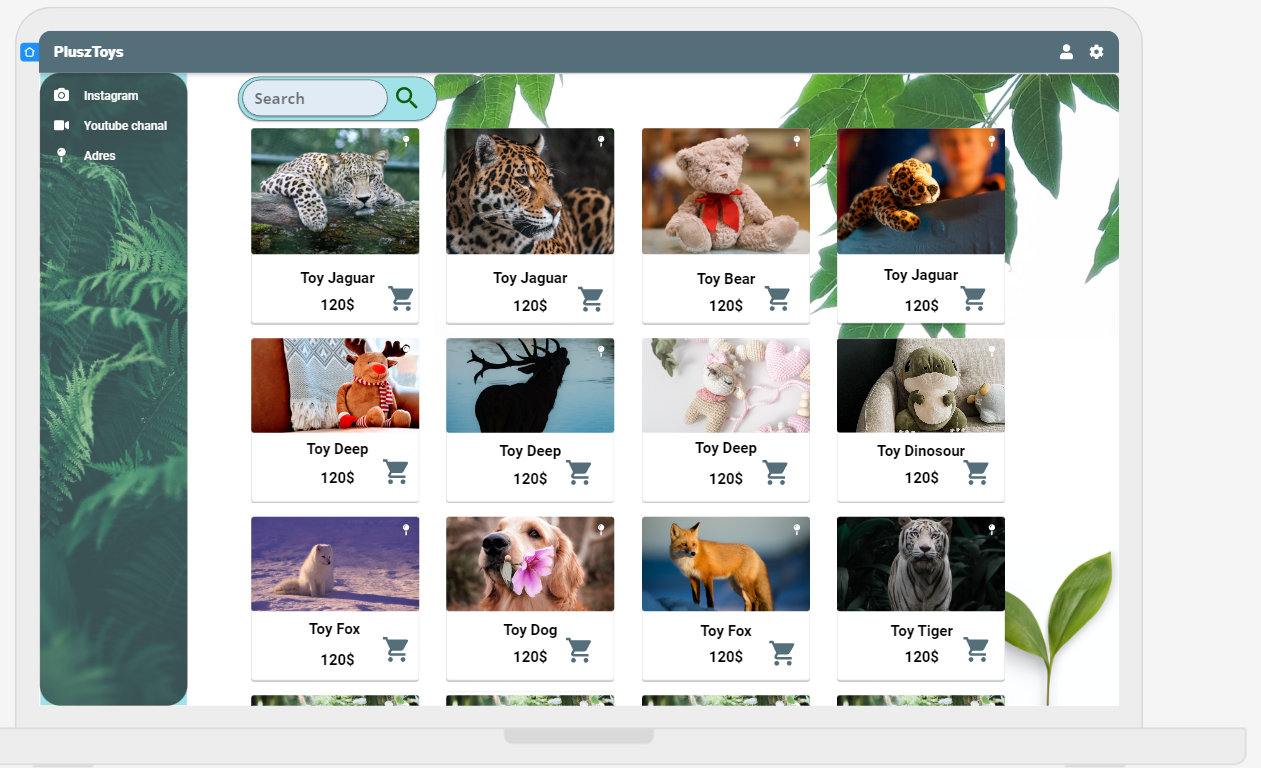 PluszToys
Instagram
Youtube chanal
Adres
Search
Toy Jaguar
120$
Toy Jaguar
120$
Toy Bear
120$
Toy Jaguar
120$
Toy Deep
120$
Toy Deep
120$
Toy Deep
120$
Toy Dinosour
120$
Toy Fox
120$
Toy Dog
120$
Toy Fox
120$
Toy Tiger
120$